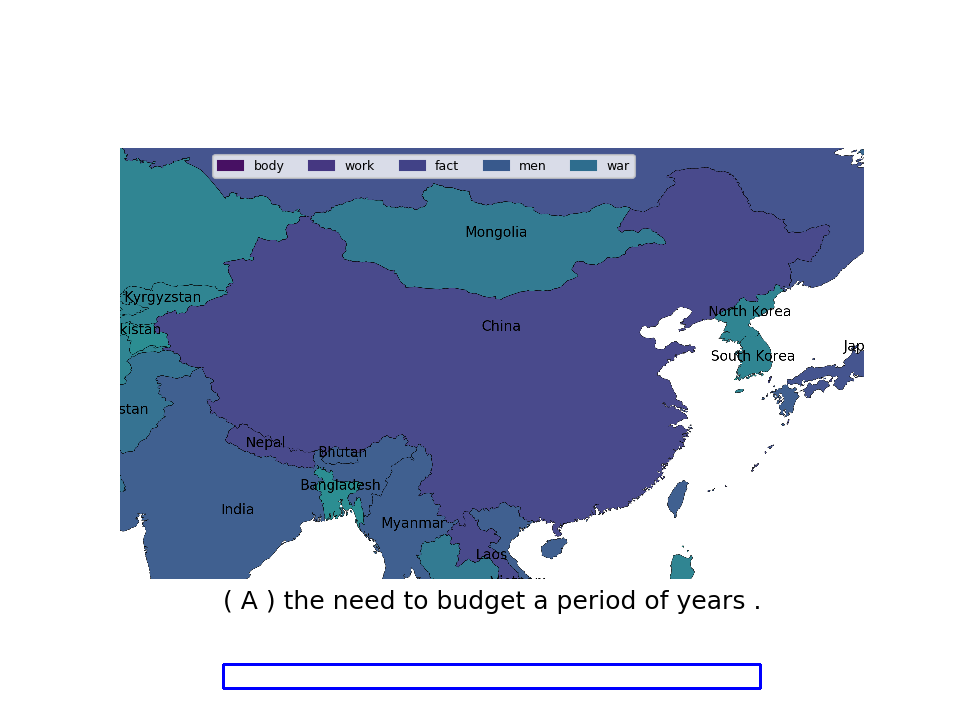 body work fact men war
Mongolia
Kyrgyzstan
China
North Korea
kistan
South Korea
Jap
stan
Nepal
Bhutan
Bangladesh
India
Myanmar
Laos
( A ) the need to budget a period of years .